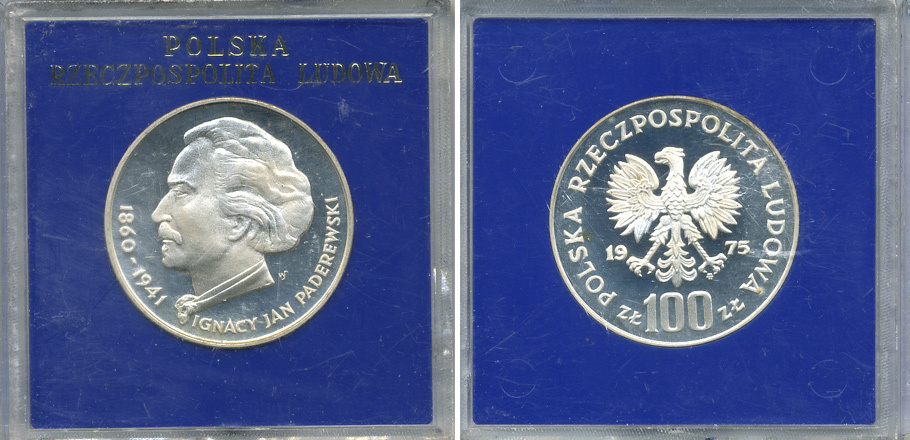 POLSKA
RZECZPOSPOLITA LUDOWA
1860-1941
IGNACY·JAN PADEREWSKI
POLSKA RZECZPOSPOLITA LUDOWA
19 75
ZŁ 100 ZŁ